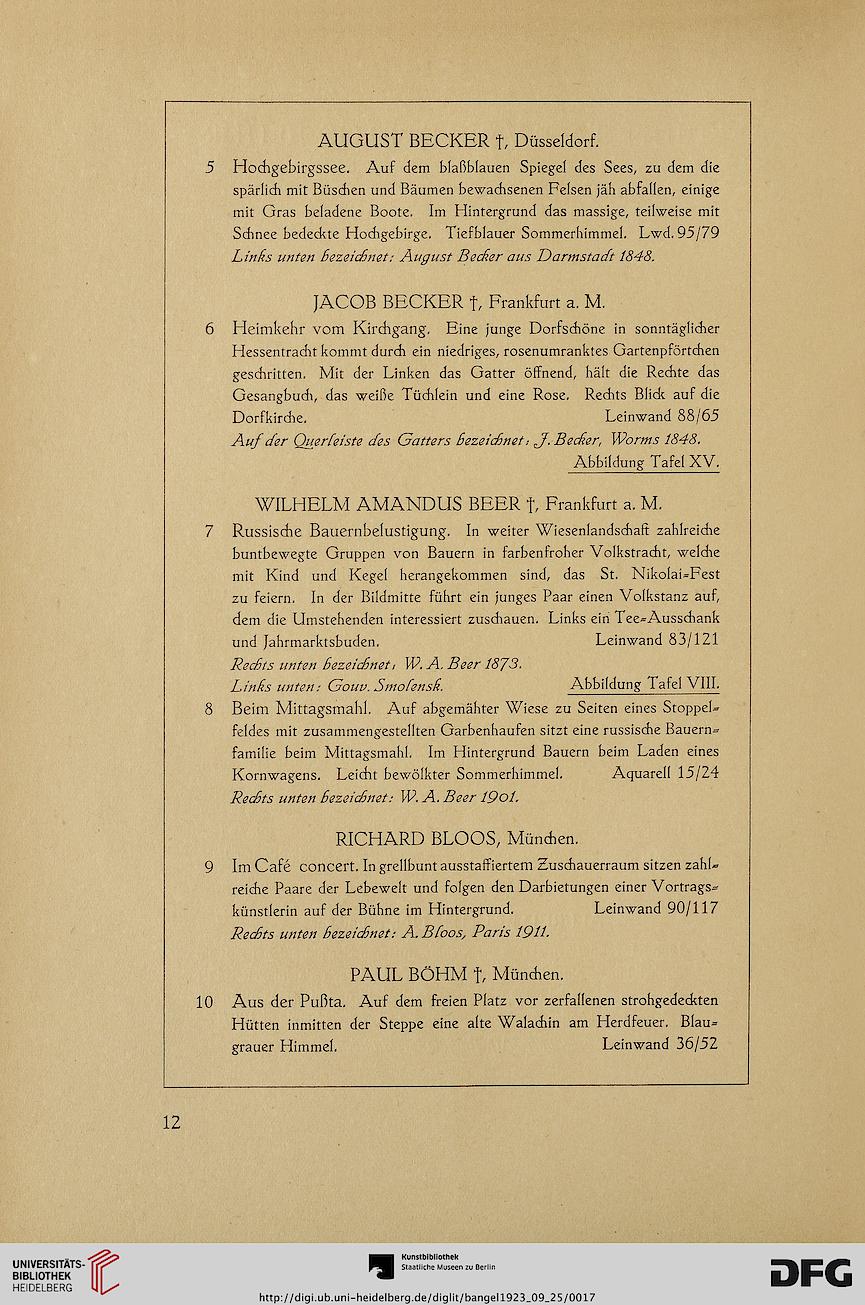 AUGUST BECKER †, Düsseldorf.
5 Hochgebirgssee. Auf dem blaßblauen Spiegel des Sees, zu dem die
spärlich mit Büschen und Bäumen bewachsenen Felsen jäh abfallen, einige
mit Gras beladene Boote. Im Hintergrund das massige, teilweise mit
Schnee bedeckte Hochgebirge. Tiefblauer Sommerhimmel. Lwd. 95/79
Links unten bezeichnet: August Becker aus Darmstadt 1848.
JACOB BECKER †, Frankfurt a. M.
6 Heimkehr vom Kirchgang. Eine junge Dorfschöne in sonntäglicher
Hessentracht kommt durch ein niedriges, rosenumranktes Gartenpförtchen
geschritten. Mit der Linken das Gatter öffnend, hält die Rechte das
Gesangbuch, das weiße Tüchlein und eine Rose. Rechts Blick auf die
Dorfkirche. Leinwand 88/65
Auf der Querleiste des Gatters bezeichnet: J. Becker, Worms 1848.
Abbildung Tafel XV.
WILHELM AMANDUS BEER †, Frankfurt a. M.
7 Russische Bauernbelustigung. In weiter Wiesenlandschaft zahlreiche
buntbewegte Gruppen von Bauern in farbenfroher Volkstracht, welche
mit Kind und Kegel herangekommen sind, das St. Nikolai=Fest
zu feiern. In der Bildmitte führt ein junges Paar einen Volkstanz auf,
dem die Umstehenden interessiert zuschauen. Links ein Tee=Ausschank
und Jahrmarktsbuden. Leinwand 83/121
Rechts unten bezeichnet: W. A. Beer 1873.
Links unten: Gouv. Smolensk. Abbildung Tafel VIII.
8 Beim Mittagsmahl. Auf abgemähter Wiese zu Seiten eines Stoppel=
feldes mit zusammengestellten Garbenhaufen sitzt eine russische Bauern=
familie beim Mittagsmahl. Im Hintergrund Bauern beim Laden eines
Kornwagens. Leicht bewölkter Sommerhimmel. Aquarell 15/24
Rechts unten bezeichnet: W. A. Beer 1901.
RICHARD BLOOS, München.
9 Im Café concert. In grellbunt ausstaffiertem Zuschauerraum sitzen zahl=
reiche Paare der Lebewelt und folgen den Darbietungen einer Vortrags=
künstlerin auf der Bühne im Hintergrund. Leinwand 90/117
Rechts unten bezeichnet: A. Bloos, Paris 1911.
PAUL BÖHM †, München.
10 Aus der Pußta. Auf dem freien Platz vor zerfallenen strohgedeckten
Hütten inmitten der Steppe eine alte Walachin am Herdfeuer. Blau=
grauer Himmel. Leinwand 36/52
12
UNIVERSITÄTS-
BIBLIOTHEK
HEIDELBERG
Kunstbibliothek
Staatliche Museen zu Berlin
DFG
http://digi.ub.uni-heidelberg.de/diglit/bangel1923_09_25/0017